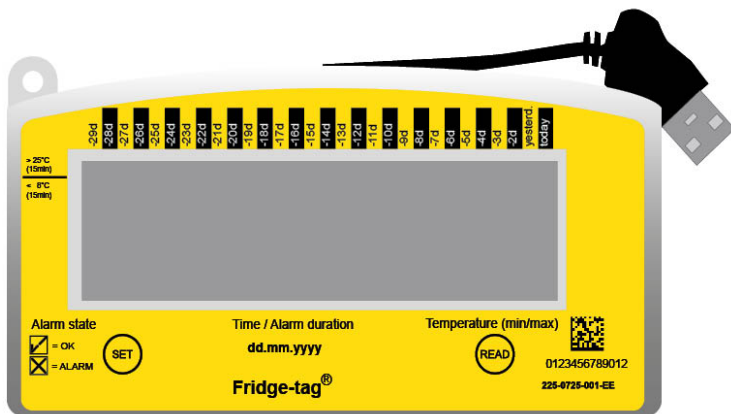 -29d -28d -27d -26d -25d -24d -23d -22d -21d -20d -19d -18d -17d -16d -15d -14d -13d -12d -11d -10d -9d -8d -7d -6d -5d -4d -3d -2d yesterd. today
> 25°C
(15min)
< 8°C
(15min)
Alarm state
= OK
= ALARM
SET
Time / Alarm duration
dd.mm.yyyy
Fridge-tag®
Temperature (min/max)
READ
0123456789012
225-0725-001-EE